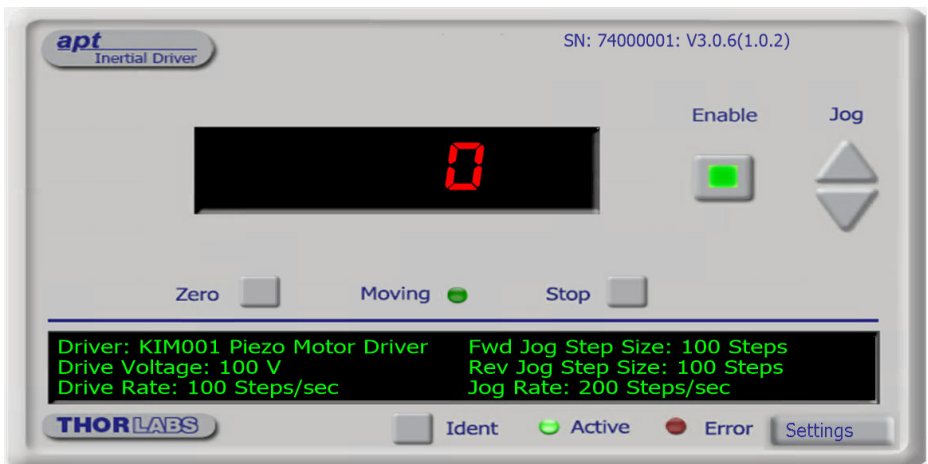 apt
Inertial Driver
SN: 74000001: V3.0.6(1.0.2)
Enable
Jog
0
Zero
Moving
Stop
Driver: KIM001 Piezo Motor Driver
Drive Voltage: 100 V
Drive Rate: 100 Steps/sec
Fwd Jog Step Size: 100 Steps
Rev Jog Step Size: 100 Steps
Jog Rate: 200 Steps/sec
THORLABS
Ident
Active
Error
Settings